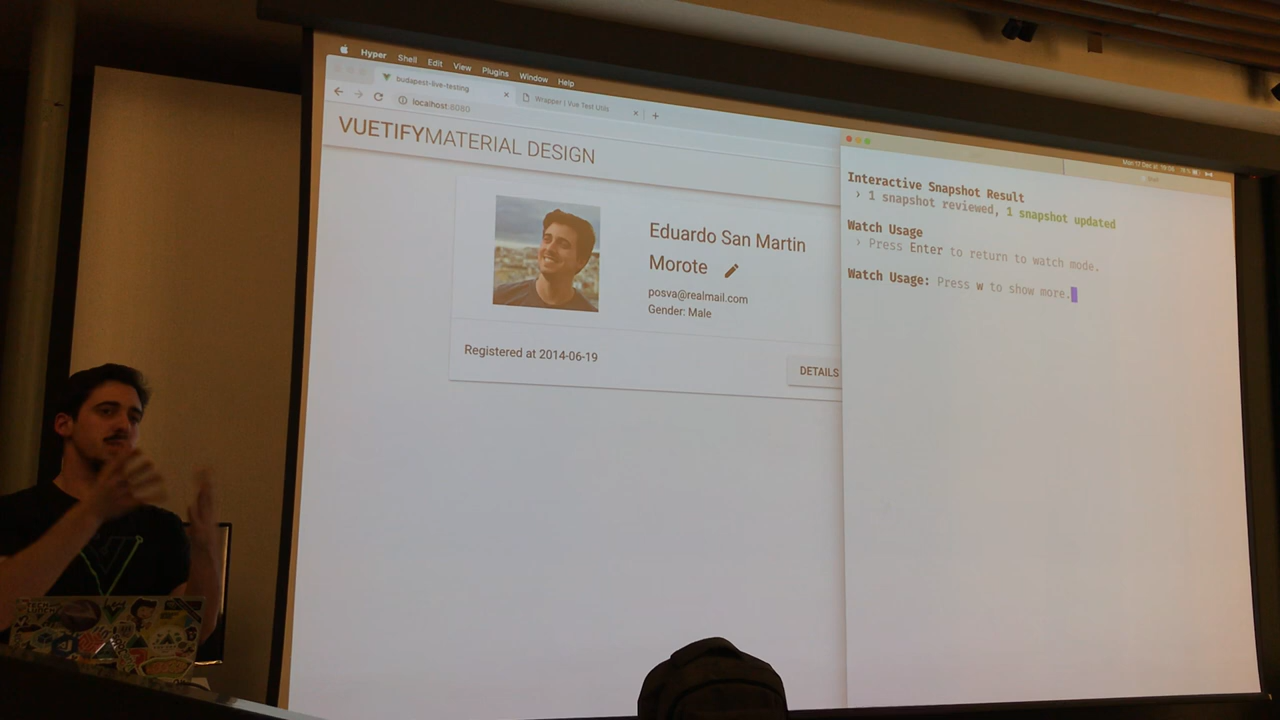 Hyper Shell Edit View Plugins Window Help
budapest-live-testing
Wrapper | Vue Test Utils
localhost:8080
VUETIFYMATERIAL DESIGN
Eduardo San Martin
Morote
posva@realmail.com
Gender: Male
Registered at 2014-06-19
DETAILS
Interactive Snapshot Result
› 1 snapshot reviewed, 1 snapshot updated
Watch Usage
› Press Enter to return to watch mode.
Watch Usage: Press w to show more.